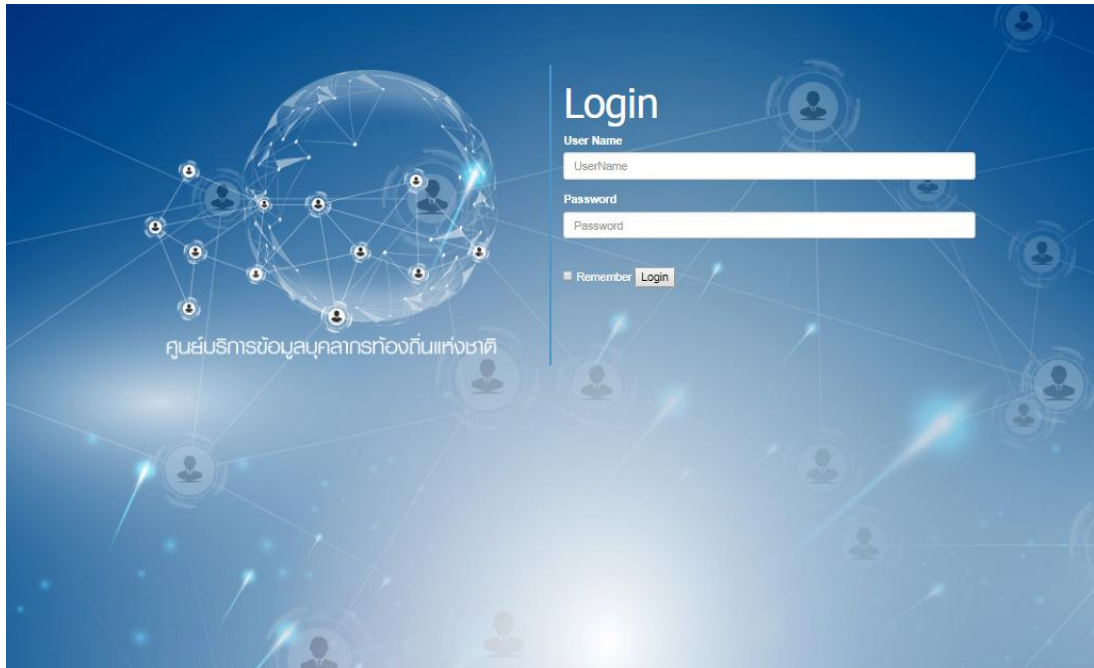 Login
User Name
UserName
Password
Password
Remember Login
ศูนย์บริการข้อมูลบุคลากรท้องถิ่นแห่งชาติ